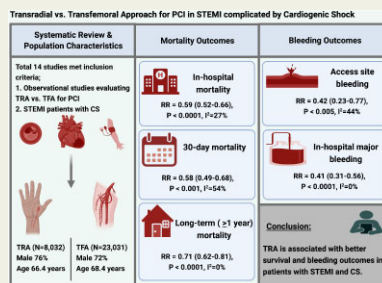 Transradial vs. Transfemoral Approach for PCI in STEMI complicated by Cardiogenic Shock
Systematic Review &
Population Characteristics
Total 14 studies met inclusion
criteria;
1. Observational studies evaluating
TRA vs. TFA for PCI
2. STEMI patients with CS
TRA (N=8,032)
Male 76%
Age 66.4 years
TFA (N=23,031)
Male 72%
Age 68.4 years
Mortality Outcomes
In-hospital
mortality
RR = 0.59 (0.52-0.66),
P < 0.0001, I²=27%
30-day mortality
RR = 0.58 (0.49-0.68),
P < 0.001, I²=54%
Long-term (≥1 year)
mortality
RR = 0.71 (0.62-0.81),
P < 0.0001, I²=0%
Bleeding Outcomes
Access site
bleeding
RR = 0.42 (0.23-0.77),
P < 0.005, I²=44%
In-hospital major
bleeding
RR = 0.41 (0.31-0.56),
P < 0.0001, I²=0%
Conclusion:
TRA is associated with better
survival and bleeding outcomes in
patients with STEMI and CS.